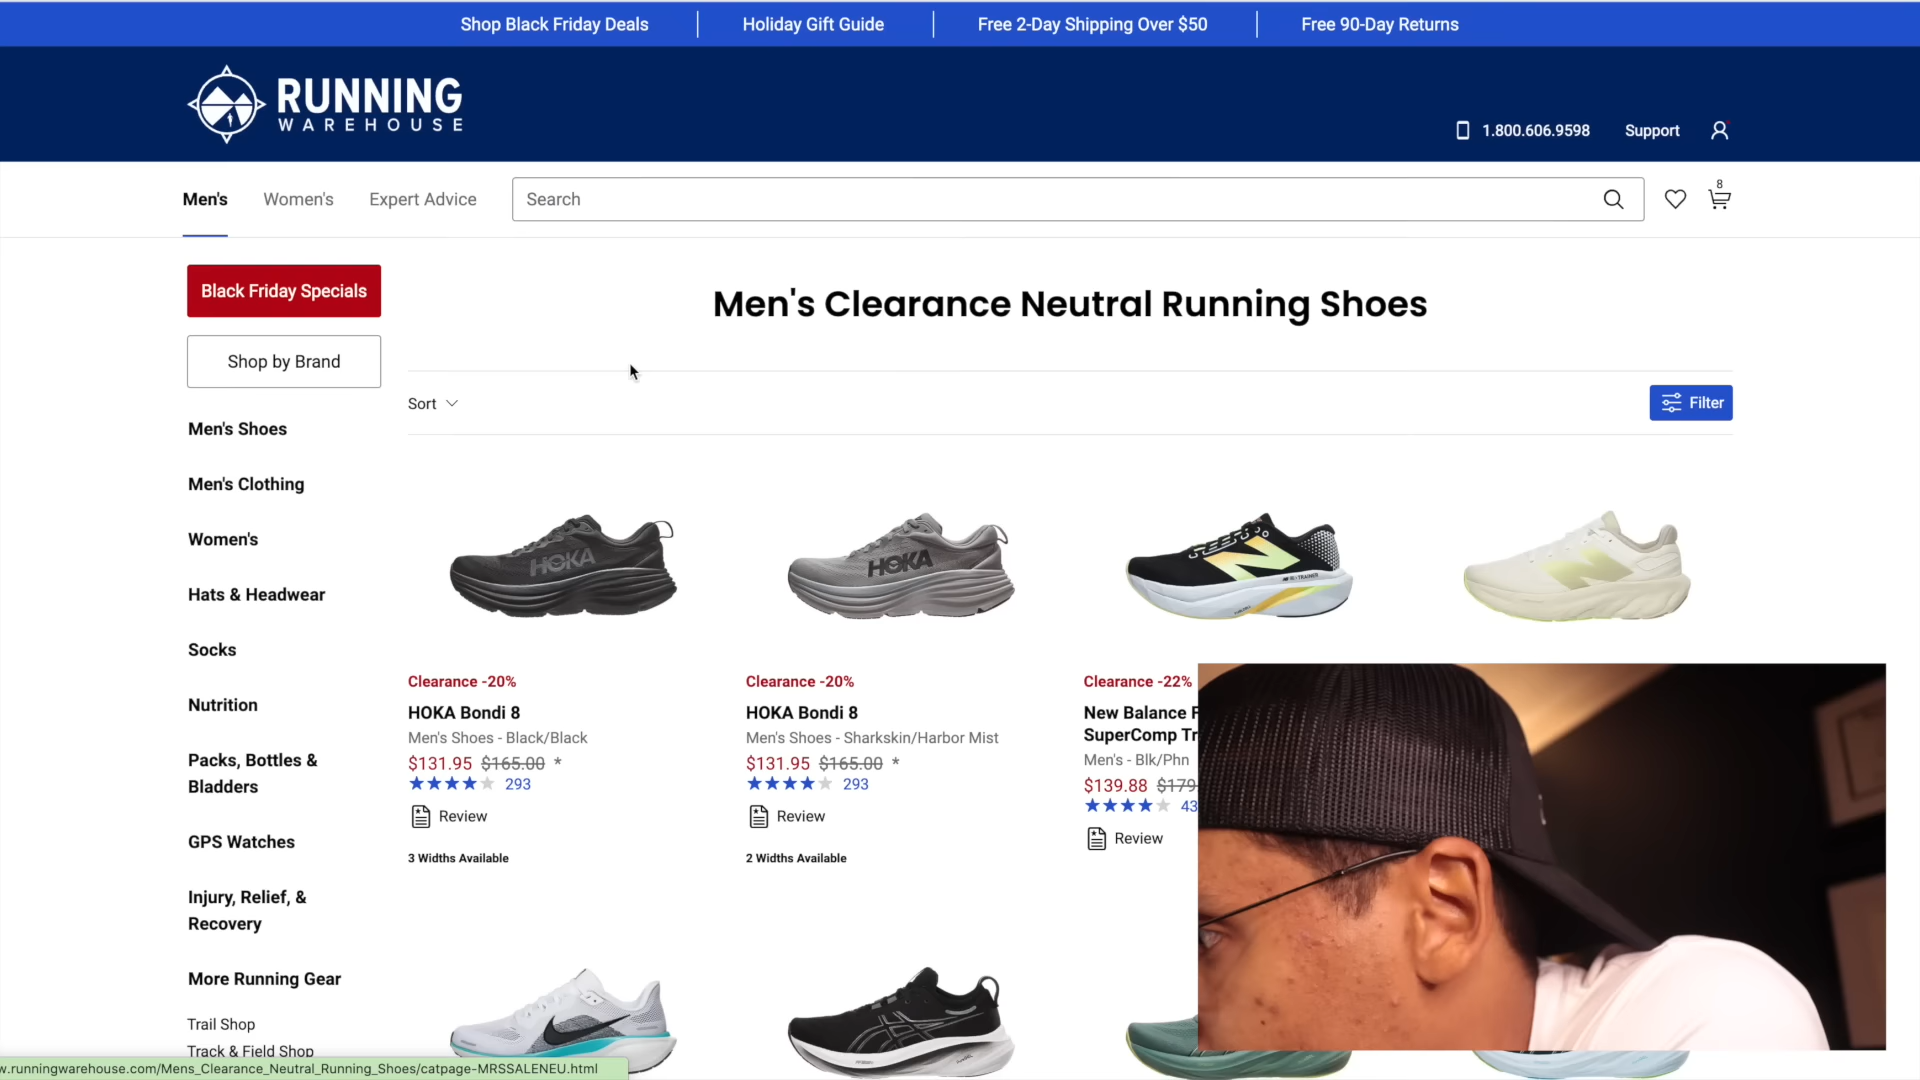 Shop Black Friday Deals
Holiday Gift Guide
Free 2-Day Shipping Over $50
Free 90-Day Returns
RUNNING
WAREHOUSE
1.800.606.9598
Support
Men's
Women's
Expert Advice
Search
8
Black Friday Specials
Shop by Brand
Men's Shoes
Men's Clothing
Women's
Hats & Headwear
Socks
Nutrition
Packs, Bottles &
Bladders
GPS Watches
Injury, Relief, &
Recovery
More Running Gear
Trail Shop
Track & Field Shop
Men's Clearance Neutral Running Shoes
Sort
Filter
HOKA
HOKA
Clearance -20%
HOKA Bondi 8
Men's Shoes - Black/Black
$131.95 $165.00 *
293
Review
3 Widths Available
Clearance -20%
HOKA Bondi 8
Men's Shoes - Sharkskin/Harbor Mist
$131.95 $165.00 *
293
Review
2 Widths Available
Clearance -22%
New Balance
SuperComp
Men's - Blk/Phn
$139.88 $179
43
Review
w.runningwarehouse.com/Mens_Clearance_Neutral_Running_Shoes/catpage-MRSSALENEU.html